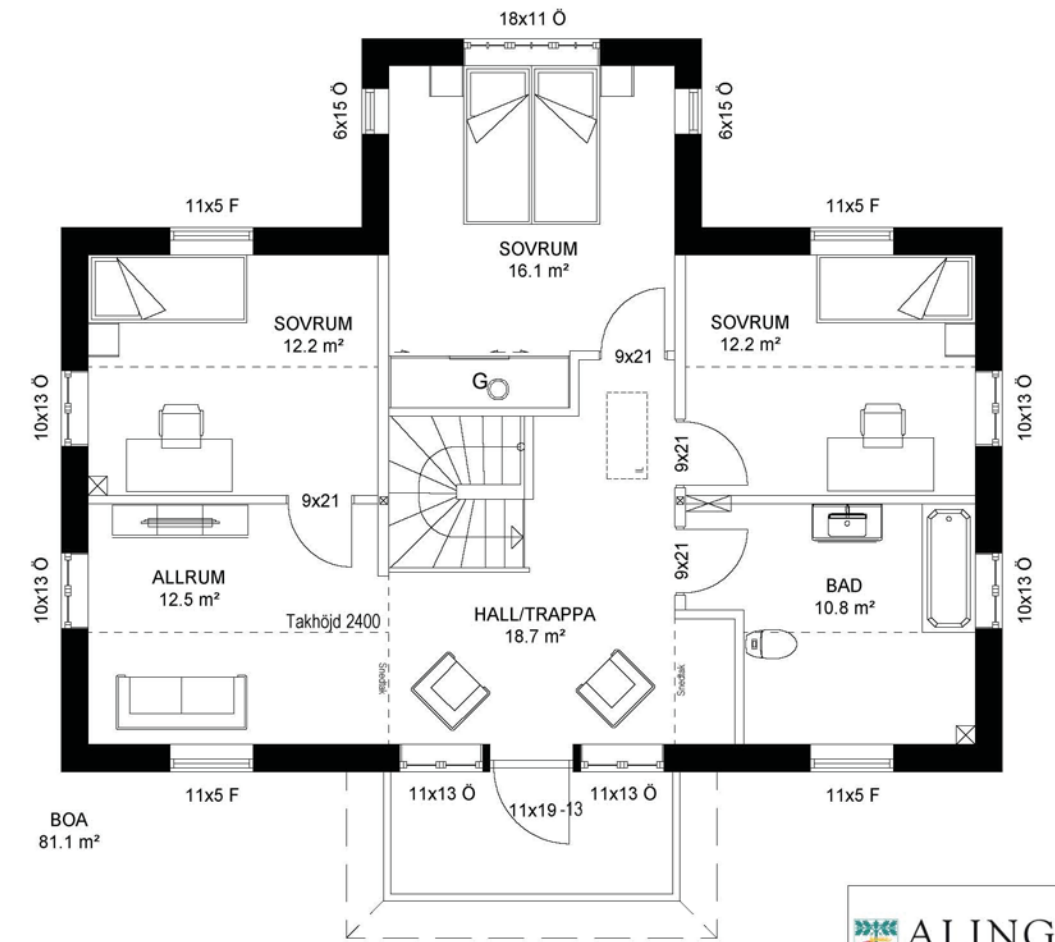 18x11 Ö
6x15 Ö
6x15 Ö
11x5 F
11x5 F
SOVRUM
16.1 m²
SOVRUM
12.2 m²
SOVRUM
12.2 m²
9x21
G
10x13 Ö
10x13 Ö
9x21
9x21
9x21
ALLRUM
12.5 m²
BAD
10.8 m²
10x13 Ö
10x13 Ö
HALL/TRAPPA
18.7 m²
Takhöjd 2400
Snedtak
Snedtak
11x5 F
11x13 Ö
11x19 -13
11x13 Ö
11x5 F
BOA
81.1 m²
ALING